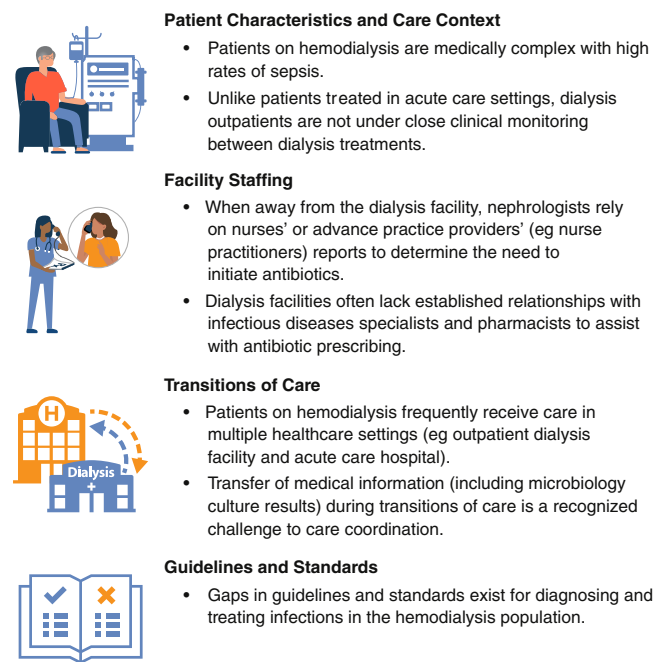 Patient Characteristics and Care Context
• Patients on hemodialysis are medically complex with high
rates of sepsis.
• Unlike patients treated in acute care settings, dialysis
outpatients are not under close clinical monitoring
between dialysis treatments.
Facility Staffing
• When away from the dialysis facility, nephrologists rely
on nurses’ or advance practice providers’ (eg nurse
practitioners) reports to determine the need to
initiate antibiotics.
• Dialysis facilities often lack established relationships with
infectious diseases specialists and pharmacists to assist
with antibiotic prescribing.
H
Dialysis
Transitions of Care
• Patients on hemodialysis frequently receive care in
multiple healthcare settings (eg outpatient dialysis
facility and acute care hospital).
• Transfer of medical information (including microbiology
culture results) during transitions of care is a recognized
challenge to care coordination.
Guidelines and Standards
• Gaps in guidelines and standards exist for diagnosing and
treating infections in the hemodialysis population.